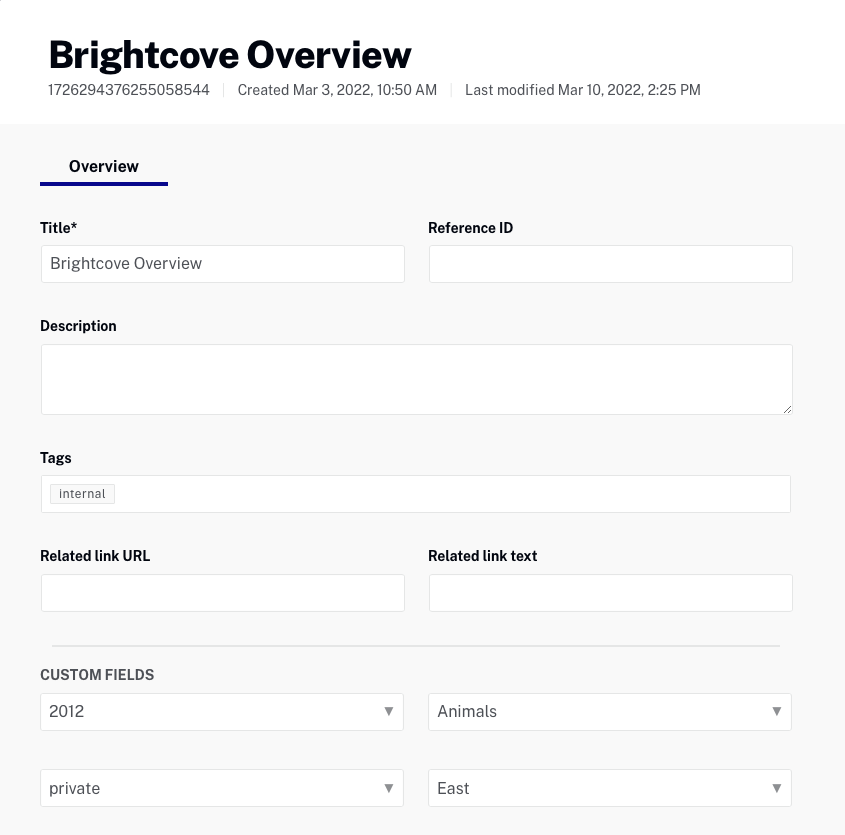 Brightcove Overview
1726294376255058544 Created Mar 3, 2022, 10:50 AM Last modified Mar 10, 2022, 2:25 PM
Overview
Title* Reference ID
Brightcove Overview
Description
Tags
internal
Related link URL Related link text
CUSTOM FIELDS
2012 Animals
private East